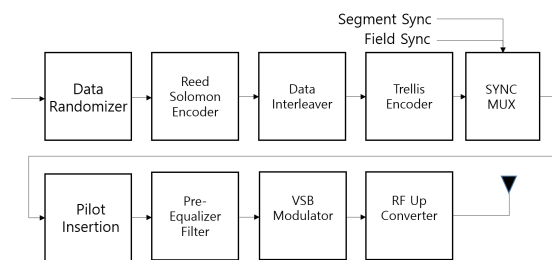 Segment Sync
Field Sync
Data
Randomizer
Reed
Solomon
Encoder
Data
Interleaver
Trellis
Encoder
SYNC
MUX
Pilot
Insertion
Pre-
Equalizer
Filter
VSB
Modulator
RF Up
Converter